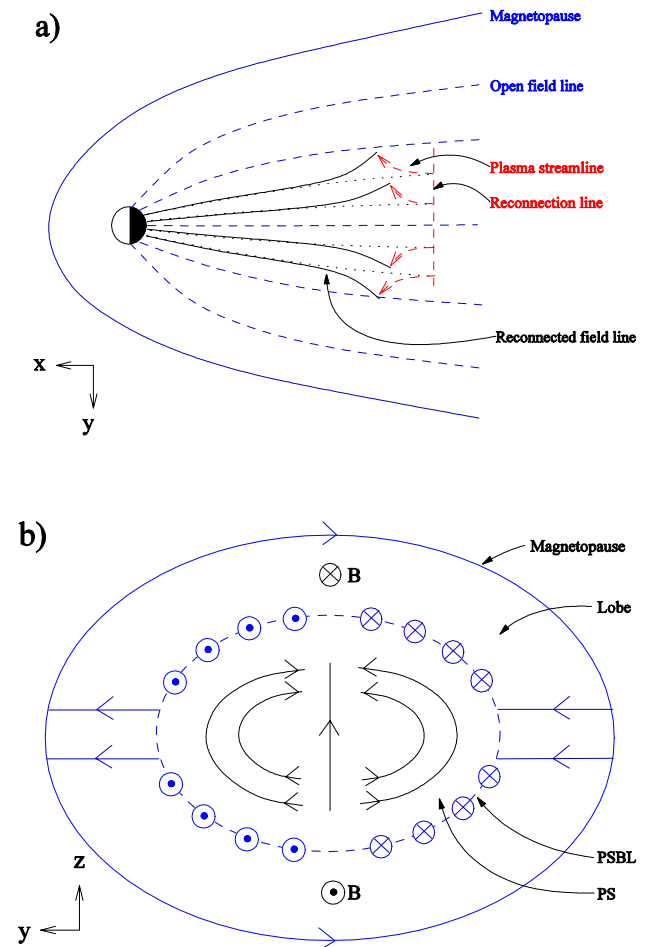 a)
Magnetopause
Open field line
Plasma streamline
Reconnection line
Reconnected field line
x
y
b)
Magnetopause
B
Lobe
PSBL
PS
z
B
y